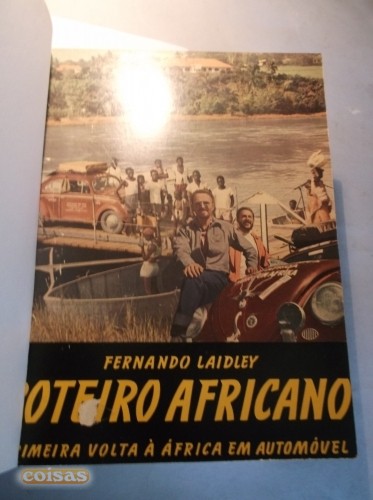 FERNANDO LAIDLEY
ROTEIRO AFRICANO
RIMEIRA VOLTA À ÁFRICA EM AUTOMÓVEL
coisas